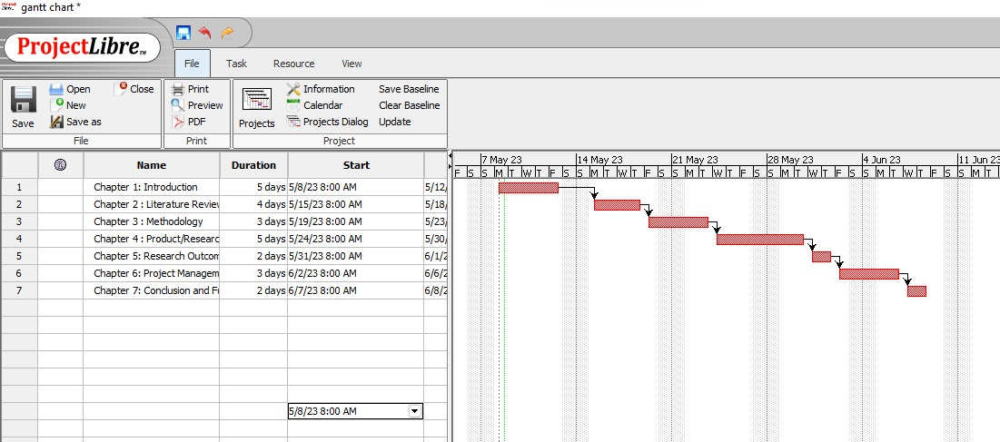 gantt chart *
ProjectLibre TM
File Task Resource View
Save Open New Save as Close
File
Print Preview PDF
Print
Projects Information Calendar Projects Dialog Save Baseline Clear Baseline Update
Project
Name Duration Start
7 May 23 14 May 23 21 May 23 28 May 23 4 Jun 23 11 Jun 23
F S S M T W T F S S M T W T F S S M T W T F S S M T W T F S S M T W T F S S M T
1 Chapter 1: Introduction 5 days 5/8/23 8:00 AM 5/12/
2 Chapter 2 : Literature Review 4 days 5/15/23 8:00 AM 5/18/
3 Chapter 3 : Methodology 3 days 5/19/23 8:00 AM 5/23/
4 Chapter 4 : Product/Researc 5 days 5/24/23 8:00 AM 5/30/
5 Chapter 5: Research Outcom 2 days 5/31/23 8:00 AM 6/1/2
6 Chapter 6: Project Managem 3 days 6/2/23 8:00 AM 6/6/2
7 Chapter 7: Conclusion and Fu 2 days 6/7/23 8:00 AM 6/8/2
5/8/23 8:00 AM